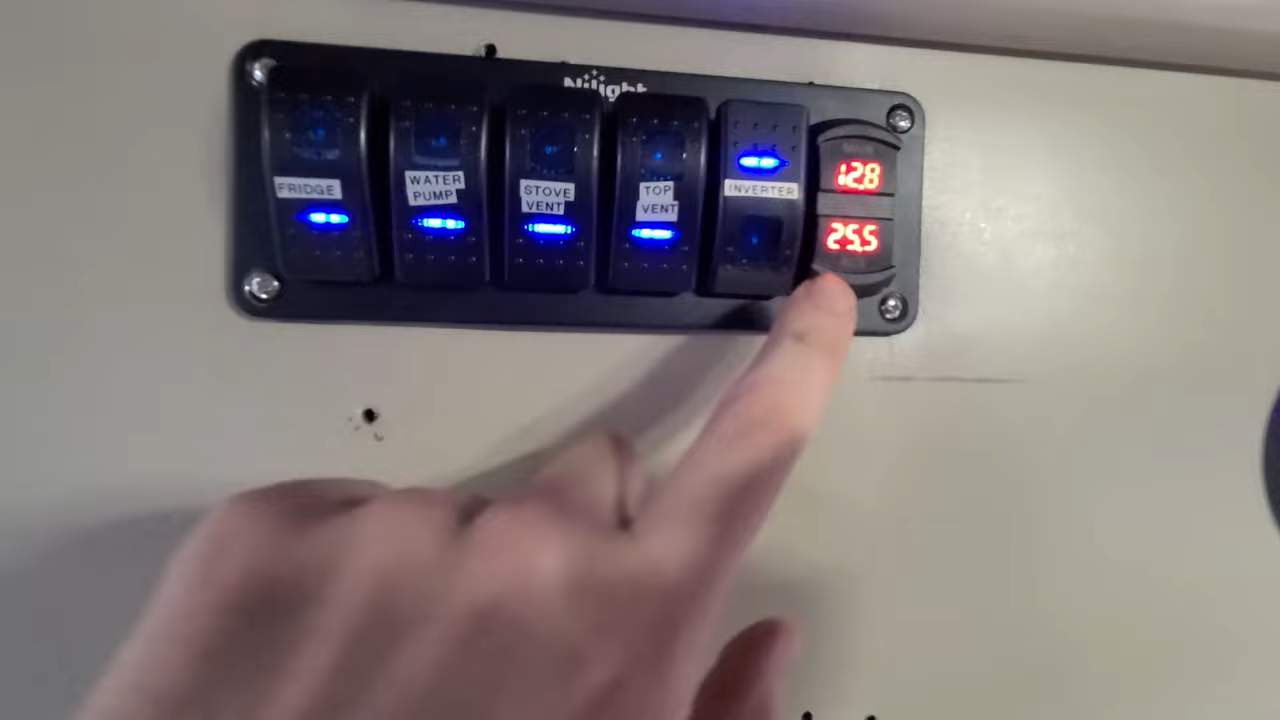 Nilight
FRIDGE
WATER
PUMP
STOVE
VENT
TOP
VENT
INVERTER
12.8
25.5